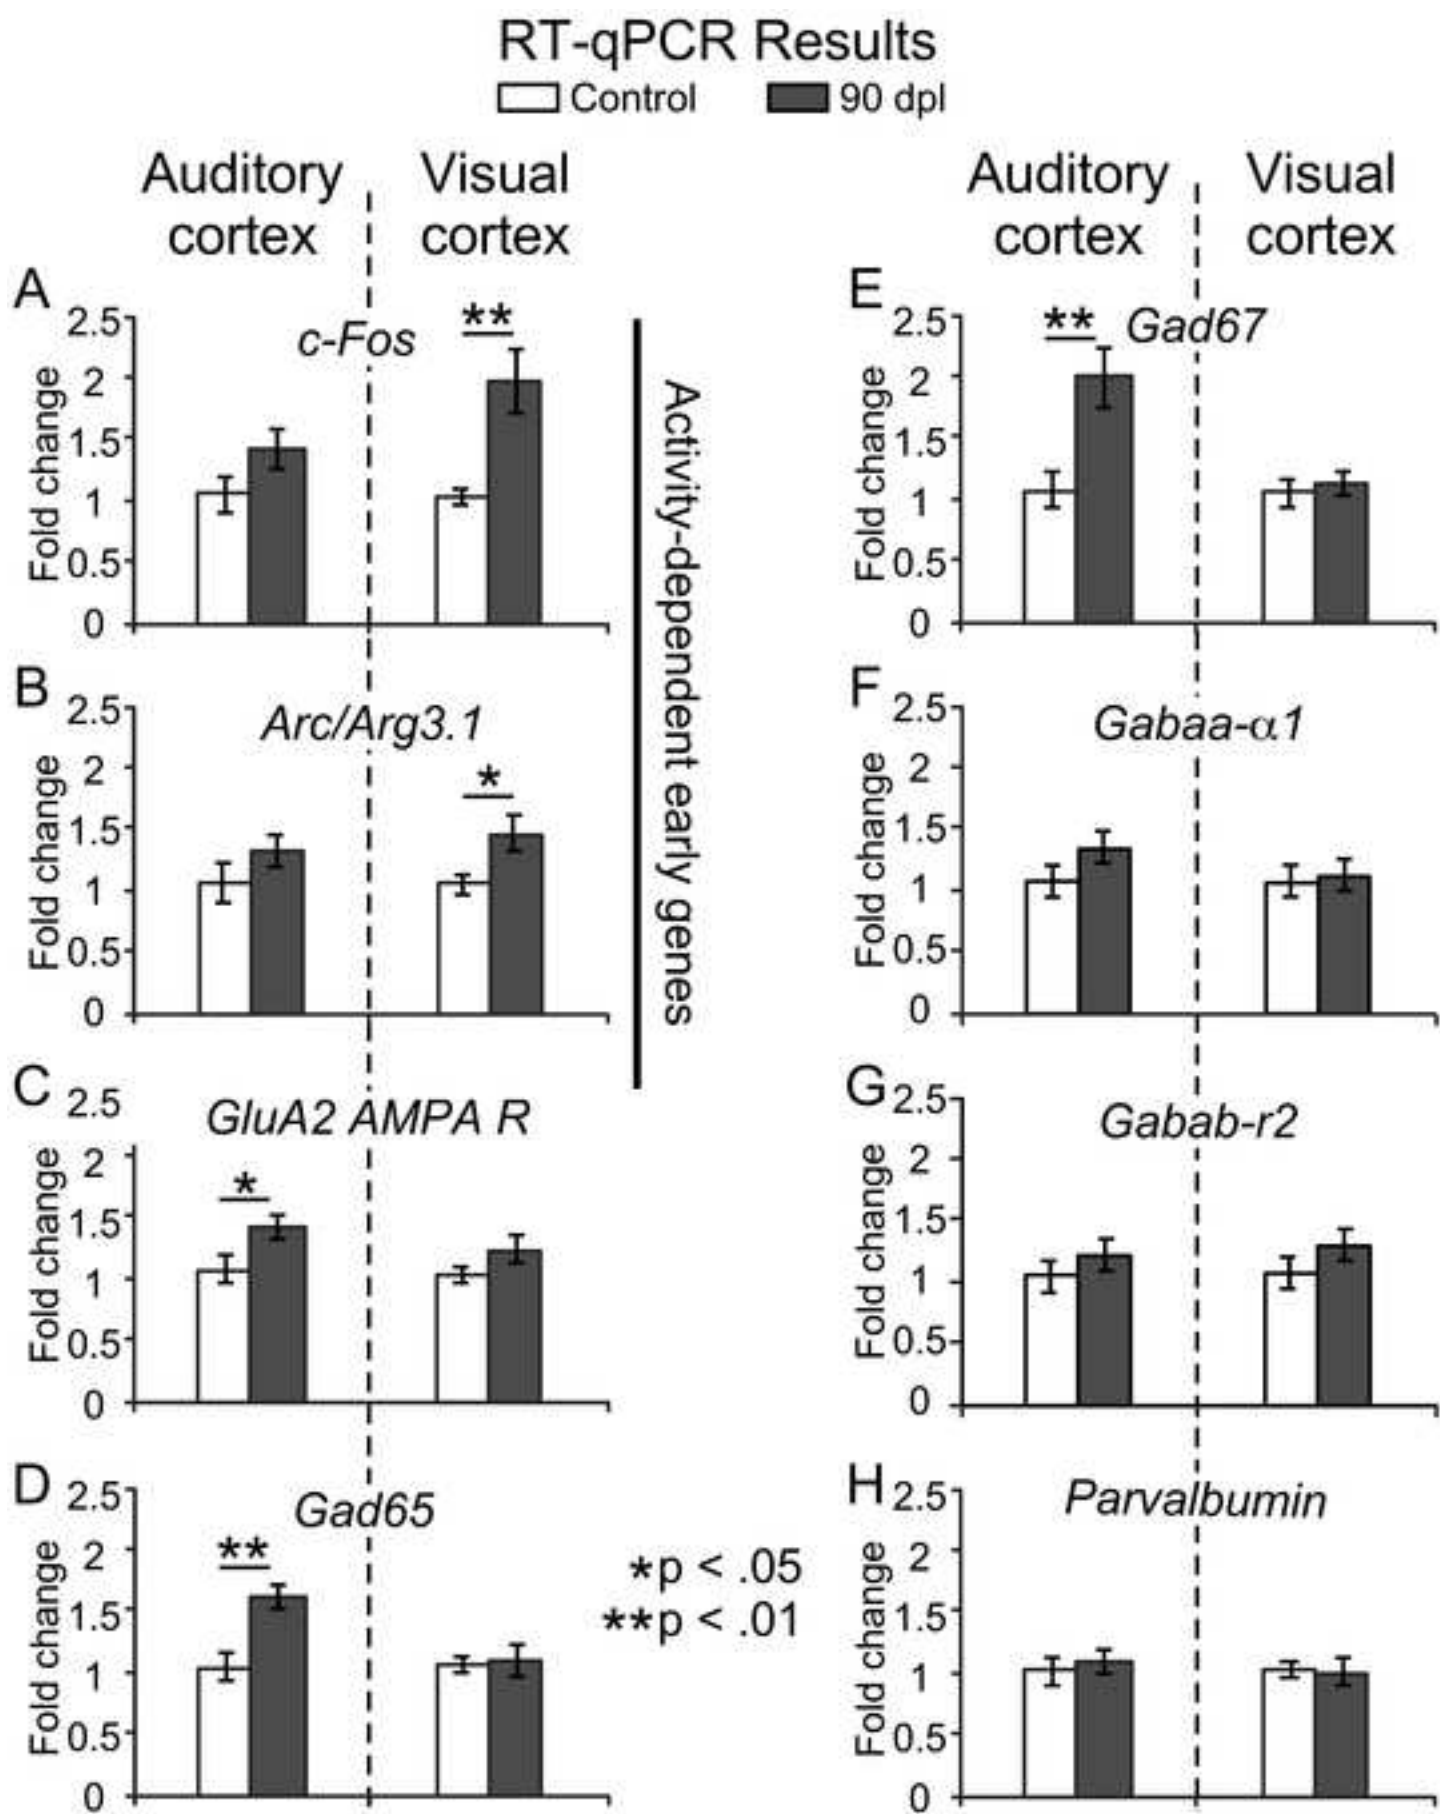 RT-qPCR Results
Control 90 dpl
Auditory cortex
Visual cortex
Auditory cortex
Visual cortex
A
c-Fos
**
Fold change
2.5
2
1.5
1
0.5
0
B
Arc/Arg3.1
*
Fold change
2.5
2
1.5
1
0.5
0
Activity-dependent early genes
C
GluA2 AMPA R
*
Fold change
2.5
2
1.5
1
0.5
0
D
Gad65
**
Fold change
2.5
2
1.5
1
0.5
0
*p < .05
**p < .01
E
Gad67
**
Fold change
2.5
2
1.5
1
0.5
0
F
Gabaa-α1
Fold change
2.5
2
1.5
1
0.5
0
G
Gabab-r2
Fold change
2.5
2
1.5
1
0.5
0
H
Parvalbumin
Fold change
2.5
2
1.5
1
0.5
0